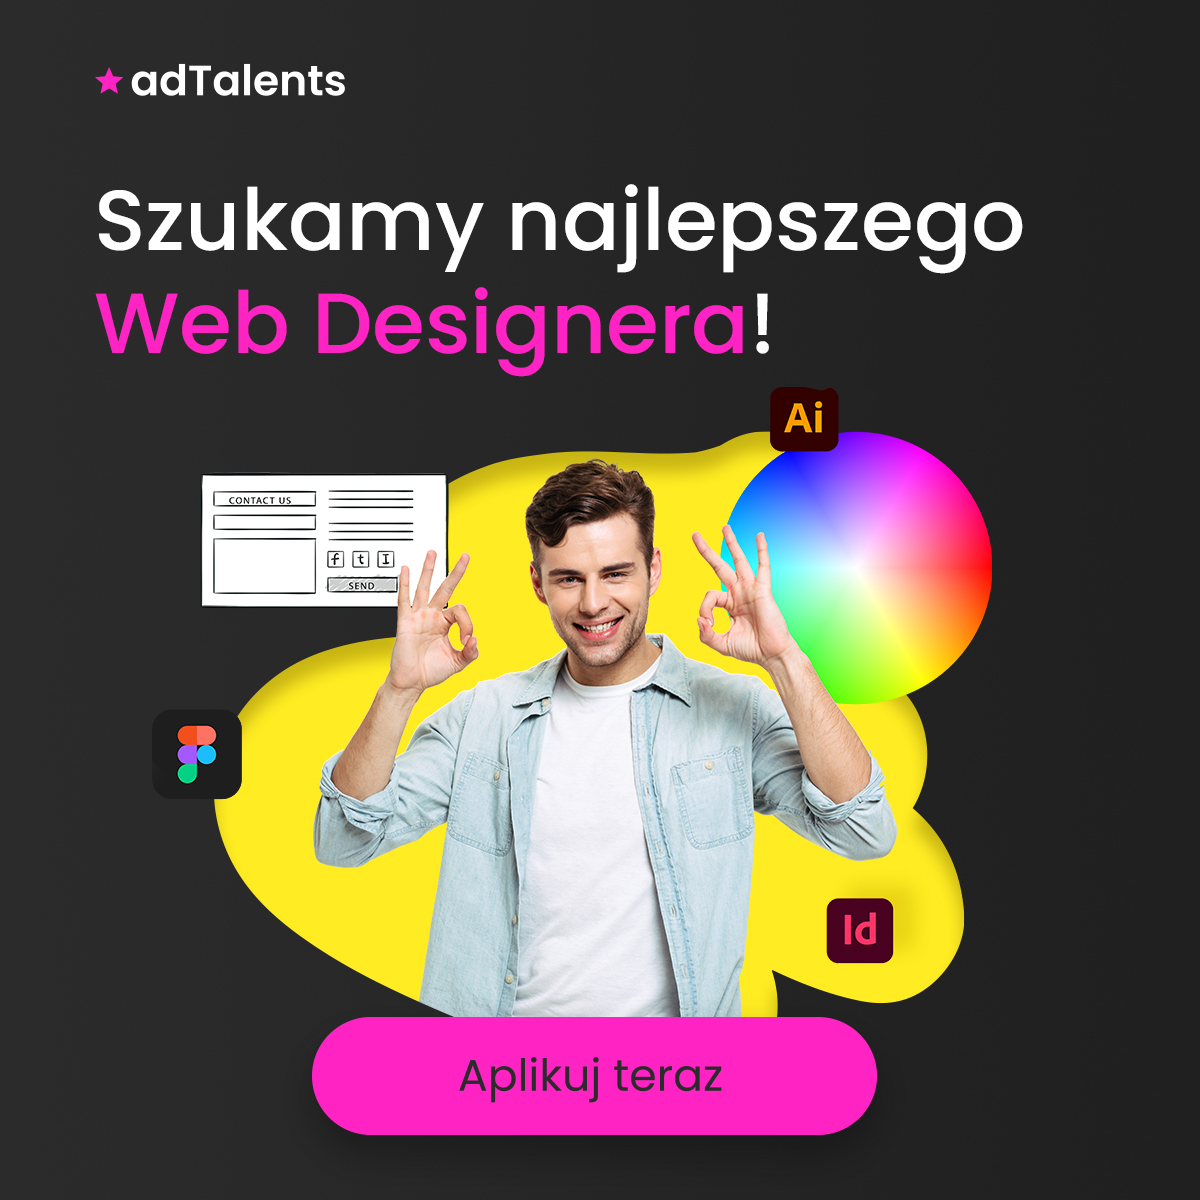 adTalents
Szukamy najlepszego
Web Designera!
Ai
CONTACT US
f t I
SEND
Id
Aplikuj teraz